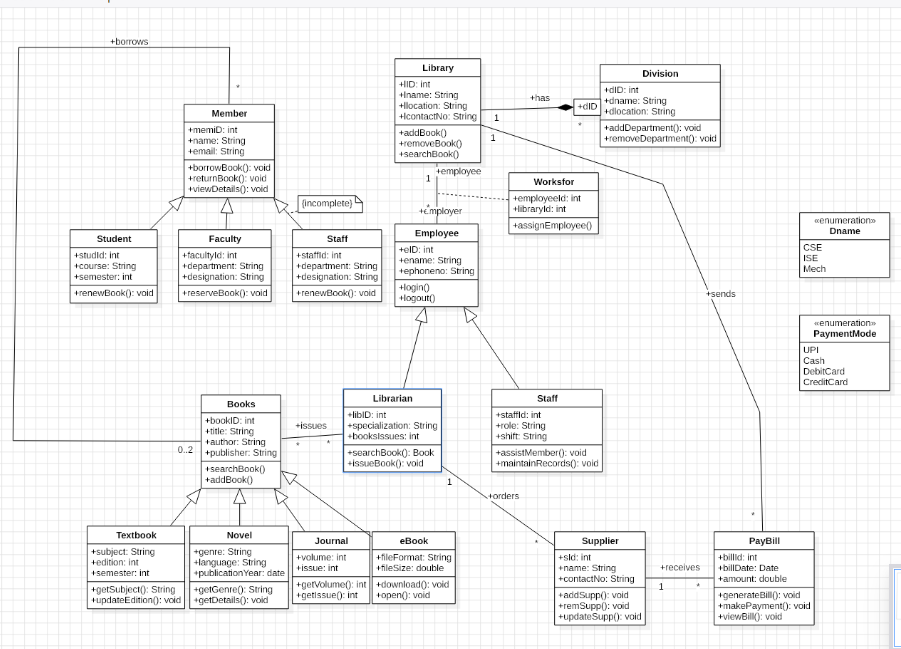 +borrows
*
Member
+memiD: int
+name: String
+email: String
+borrowBook(): void
+returnBook(): void
+viewDetails(): void
{incomplete}
Student
+studId: int
+course: String
+semester: int
+renewBook(): void
Faculty
+facultyId: int
+department: String
+designation: String
+reserveBook(): void
Staff
+staffId: int
+department: String
+designation: String
+renewBook(): void
Library
+lID: int
+lname: String
+llocation: String
+lcontactNo: String
+addBook()
+removeBook()
+searchBook()
+has
1
*
+dID
Division
+dID: int
+dname: String
+dlocation: String
+addDepartment(): void
+removeDepartment(): void
1
+employee
1
*
+employer
Worksfor
+employeeId: int
+libraryId: int
+assignEmployee()
Employee
+eID: int
+ename: String
+ephoneno: String
+login()
+logout()
«enumeration»
Dname
CSE
ISE
Mech
+sends
*
«enumeration»
PaymentMode
UPI
Cash
DebitCard
CreditCard
Books
+bookID: int
+title: String
+author: String
+publisher: String
+searchBook()
+addBook()
0..2
+issues
*
*
Librarian
+libID: int
+specialization: String
+booksIssues: int
+searchBook(): Book
+issueBook(): void
Staff
+staffId: int
+role: String
+shift: String
+assistMember(): void
+maintainRecords(): void
1
+orders
*
Textbook
+subject: String
+edition: int
+semester: int
+getSubject(): String
+updateEdition(): void
Novel
+genre: String
+language: String
+publicationYear: date
+getGenre(): String
+getDetails(): void
Journal
+volume: int
+issue: int
+getVolume(): int
+getIssue(): int
eBook
+fileFormat: String
+fileSize: double
+download(): void
+open(): void
Supplier
+sId: int
+name: String
+contactNo: String
+addSupp(): void
+remSupp(): void
+updateSupp(): void
+receives
1
*
PayBill
+billId: int
+billDate: Date
+amount: double
+generateBill(): void
+makePayment(): void
+viewBill(): void